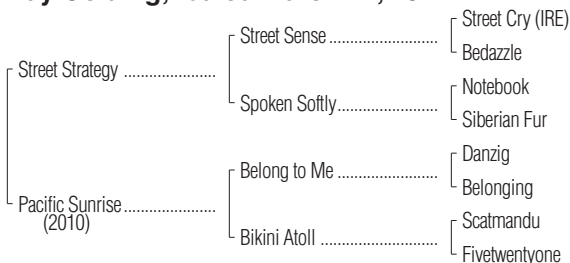 Street Cry (IRE)
Street Sense
Bedazzle
Street Strategy
Notebook
Spoken Softly
Siberian Fur
Danzig
Belong to Me
Belonging
Pacific Sunrise
(2010)
Scatmandu
Bikini Atoll
Fivetwentyone